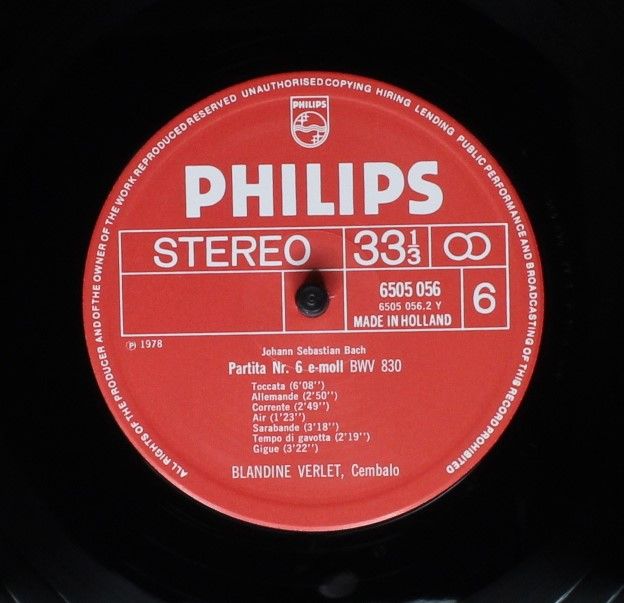 ALL RIGHTS OF THE PRODUCER AND OF THE OWNER OF THE WORK REPRODUCED RESERVED UNAUTHORISED COPYING HIRING LENDING PUBLIC PERFORMANCE AND BROADCASTING OF THIS RECORD PROHIBITED
PHILIPS
PHILIPS
STEREO 33 1/3
6505 056 6
6505 056.2 Y
MADE IN HOLLAND
Ⓟ 1978
Johann Sebastian Bach
Partita Nr. 6 e-moll BWV 830
Toccata (6'08'')
Allemande (2'50'')
Corrente (2'49'')
Air (1'23'')
Sarabande (3'18'')
Tempo di gavotta (2'19'')
Gigue (3'22'')
BLANDINE VERLET, Cembalo